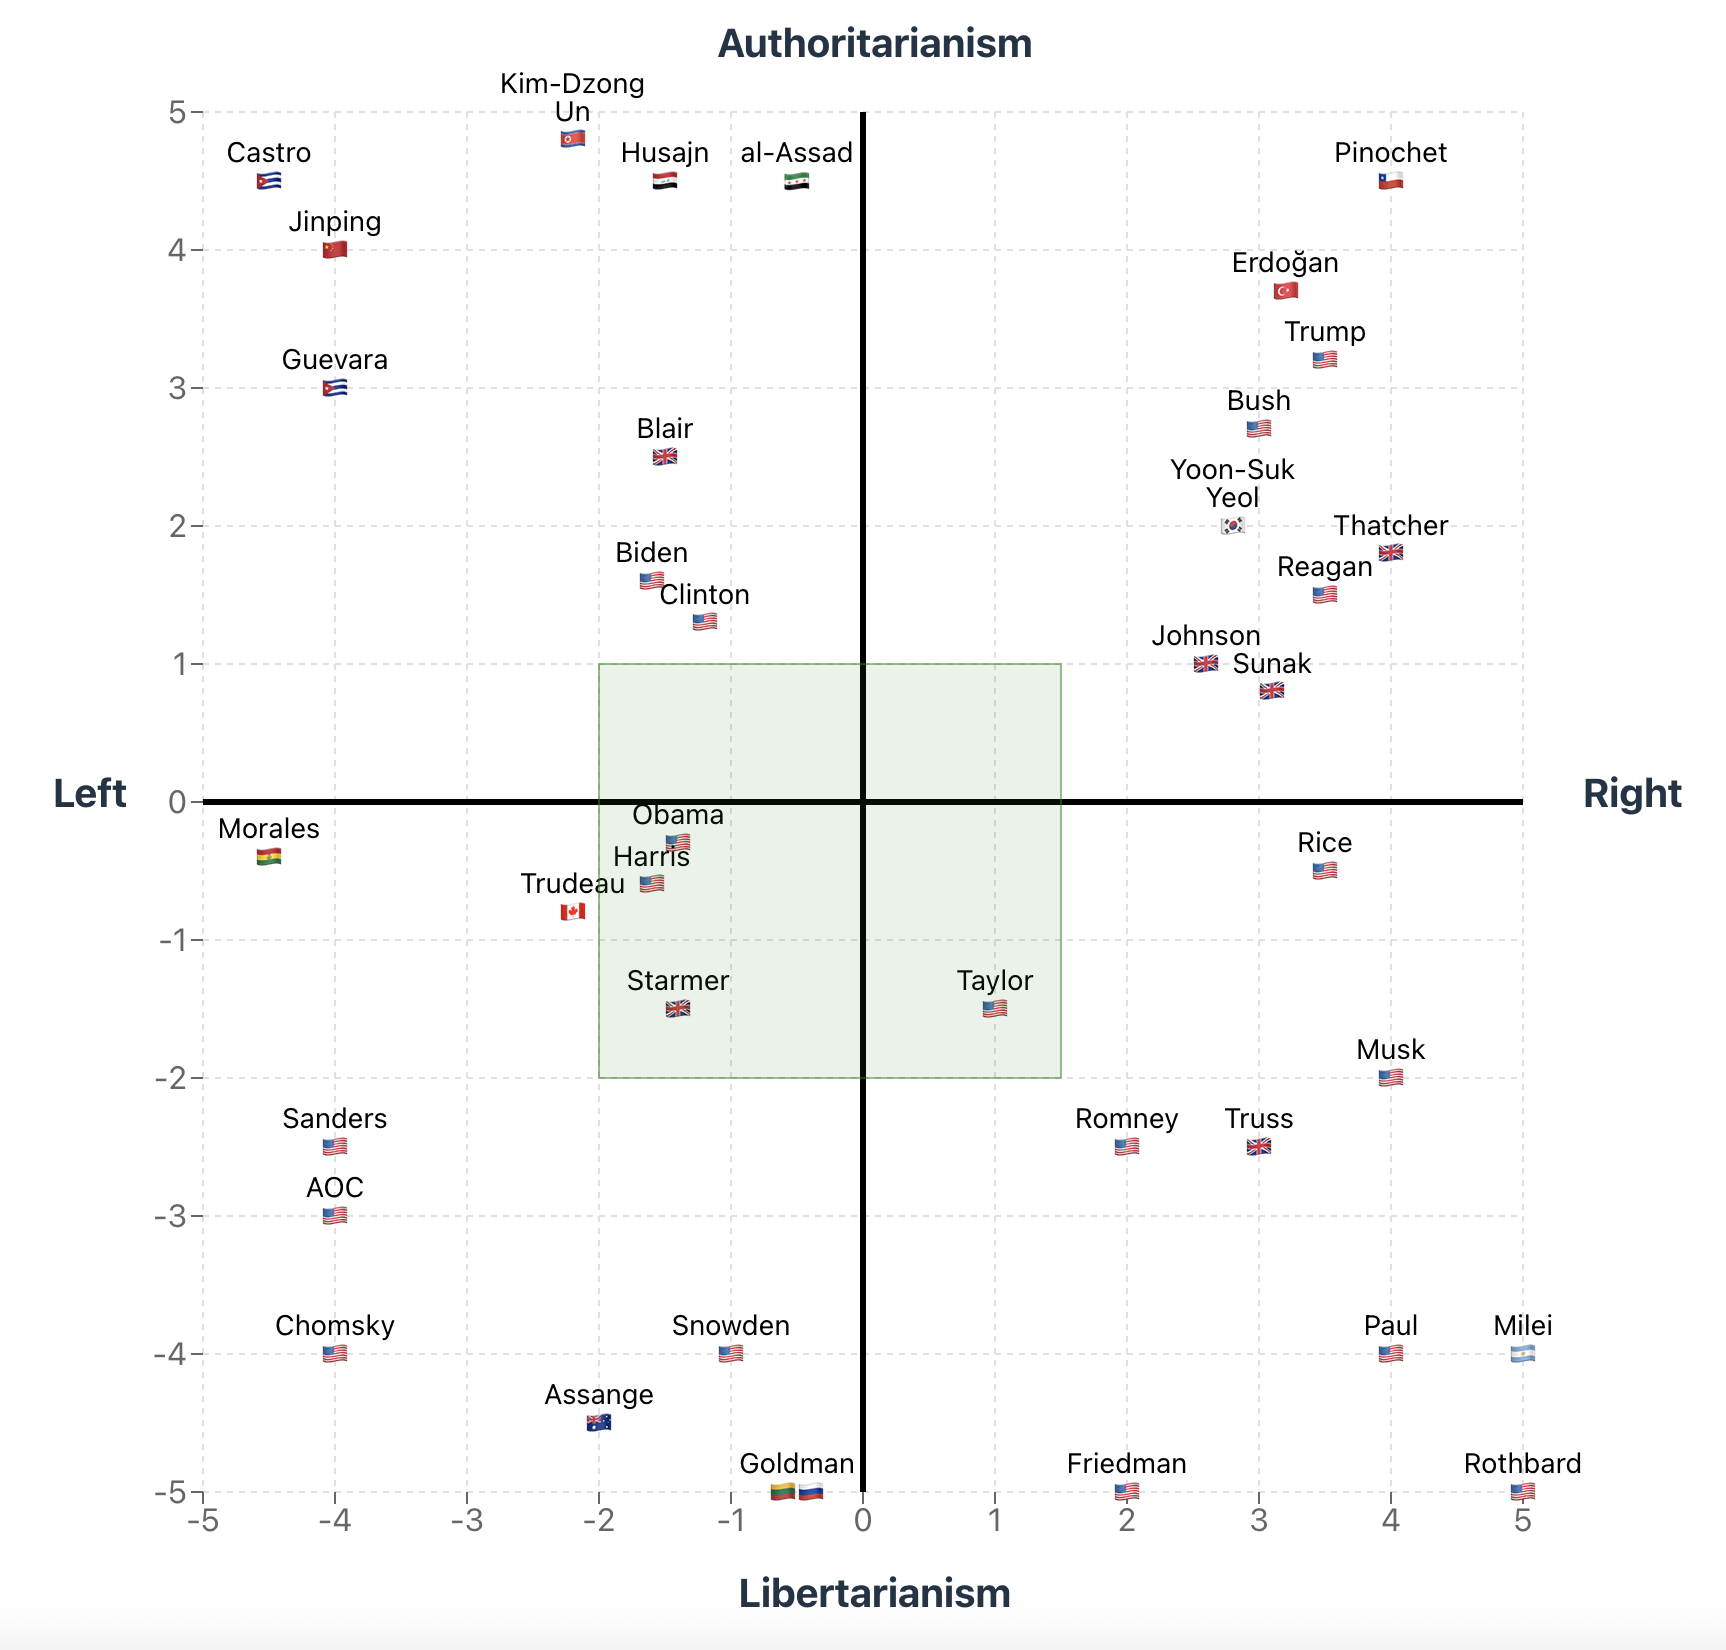 Authoritarianism
Kim-Dzong
Un
5
Castro
Husajn
al-Assad
Pinochet
Jinping
4
Erdoğan
Trump
Guevara
3
Bush
Blair
Yoon-Suk
Yeol
2
Thatcher
Biden
Reagan
Clinton
Johnson
1
Sunak
Left
0
Right
Obama
Morales
Rice
Harris
Trudeau
-1
Starmer
Taylor
Musk
-2
Sanders
Romney
Truss
AOC
-3
Chomsky
Snowden
Paul
Milei
-4
Assange
Goldman
Friedman
Rothbard
-5
-5 -4 -3 -2 -1 0 1 2 3 4 5
Libertarianism